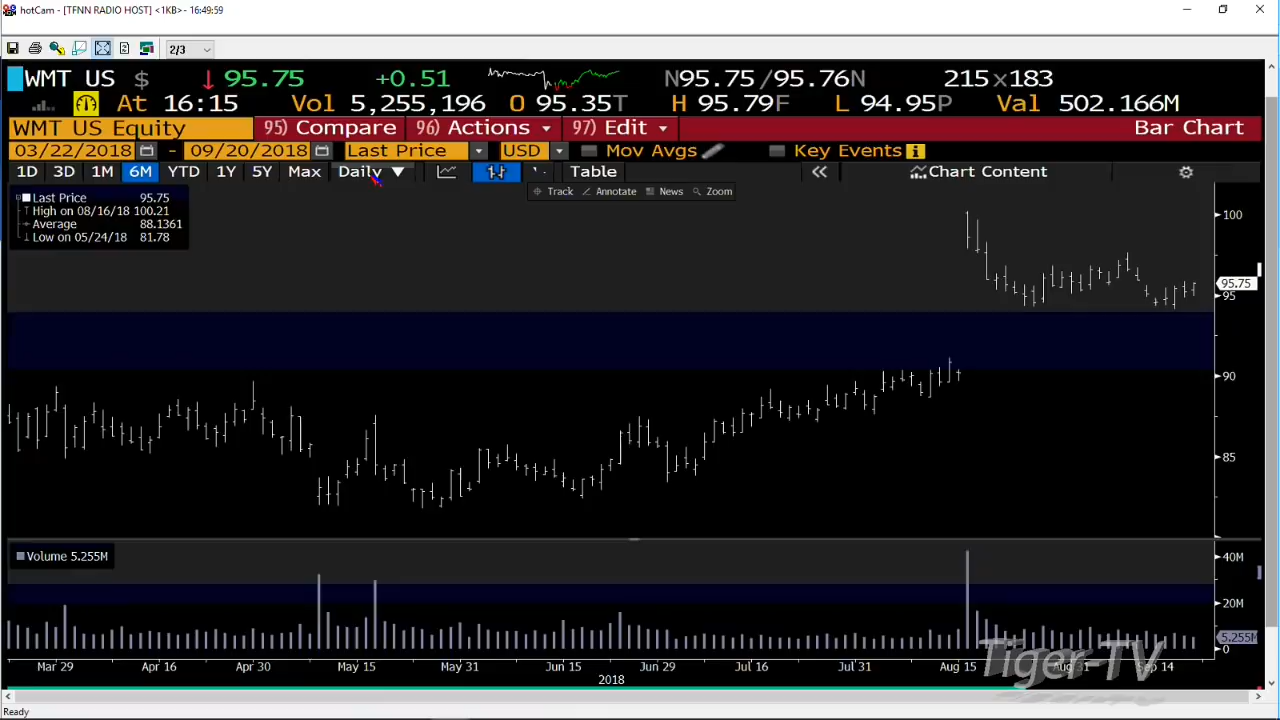 hotCam - [TFNN RADIO HOST] <1KB> - 16:49:59
2/3
WMT US $ ↓ 95.75 +0.51 N95.75/95.76N 215x183
At 16:15 Vol 5,255,196 O 95.35T H 95.79F L 94.95P Val 502.166M
WMT US Equity 95) Compare 96) Actions 97) Edit Bar Chart
03/22/2018 - 09/20/2018 Last Price USD Mov Avgs Key Events
1D 3D 1M 6M YTD 1Y 5Y Max Daily ▼ Table « Chart Content
Track Annotate News Zoom
Last Price 95.75
High on 08/16/18 100.21
Average 88.1361
Low on 05/24/18 81.78
100
95.75
95
90
85
Volume 5.255M
40M
20M
5.255M
0
Mar 29 Apr 16 Apr 30 May 15 May 31 Jun 15 Jun 29 Jul 16 Jul 31 Aug 15 Aug 31 Sep 14
2018
Tiger-TV
Ready